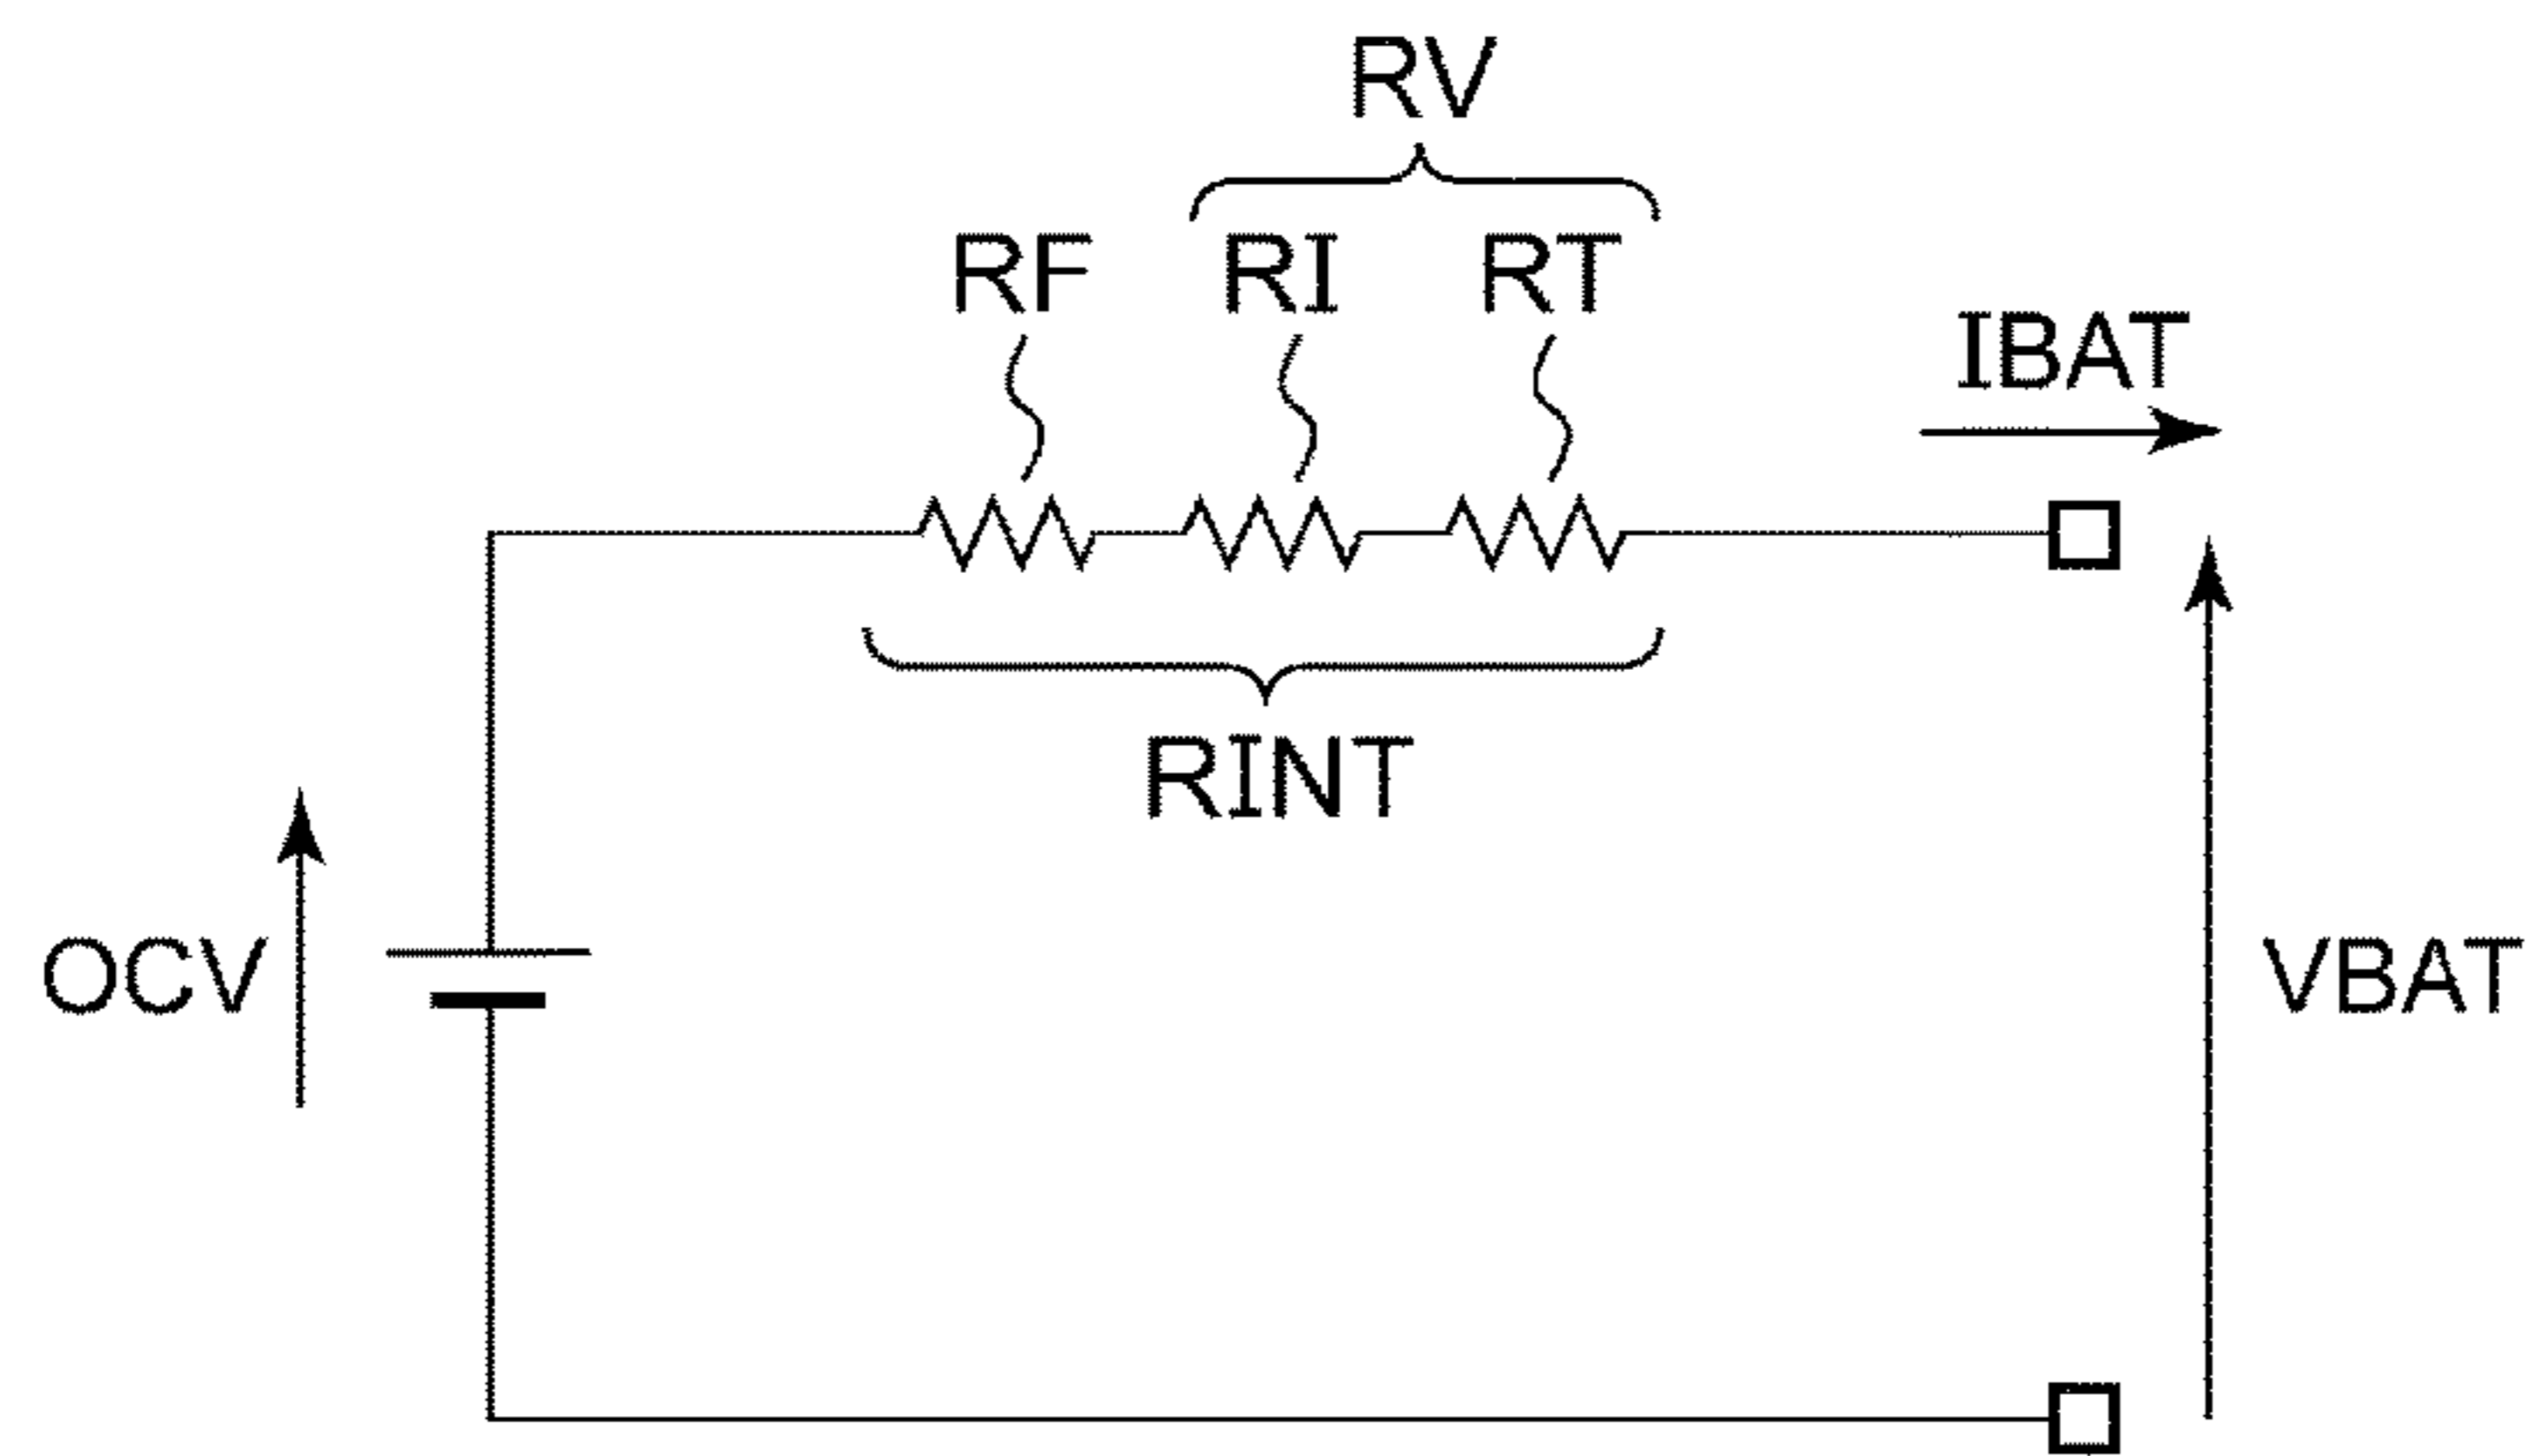 RV
RF RI RT
IBAT
RINT
OCV
VBAT